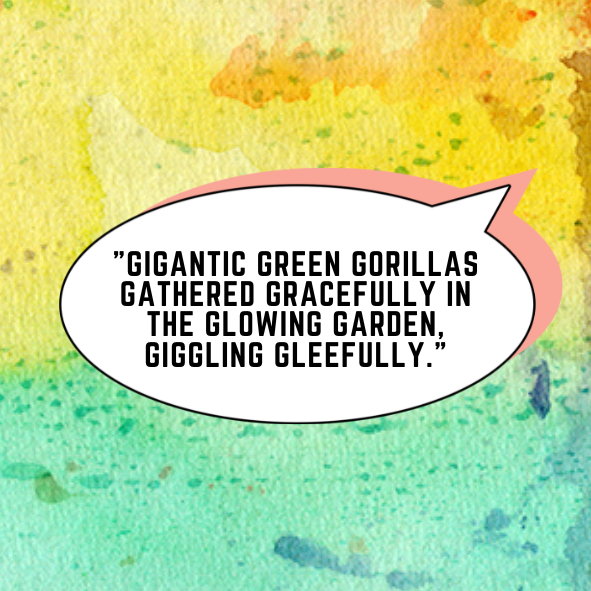 ”GIGANTIC GREEN GORILLAS
GATHERED GRACEFULLY IN
THE GLOWING GARDEN,
GIGGLING GLEEFULLY.”